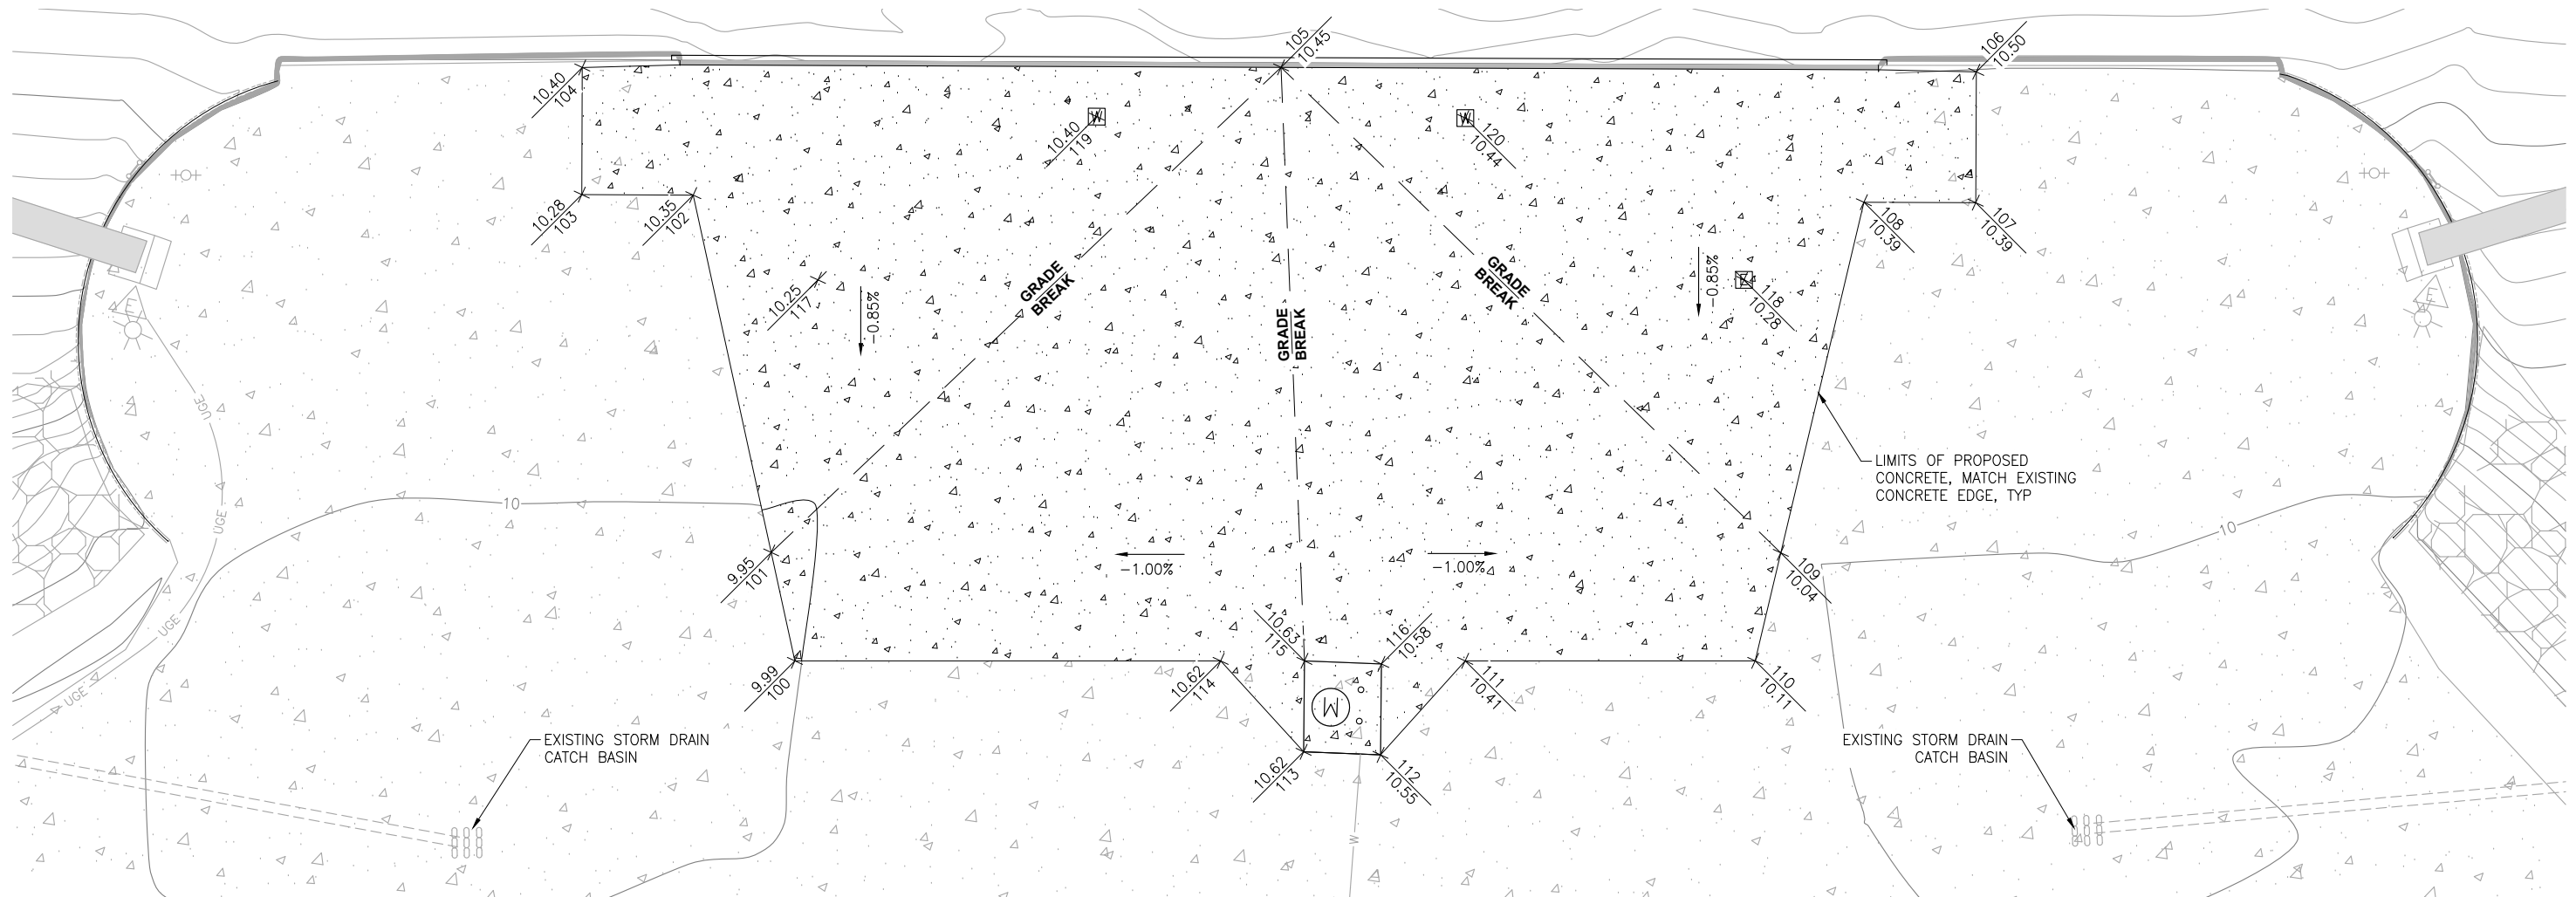 105
10.45
106
10.50
10.40
104
W
10.40
119
W
120
10.44
10.28
103
10.35
102
108
10.39
107
10.39
GRADE
BREAK
GRADE
BREAK
-0.85%
E
118
10.28
10.25
117
-0.85%
E
E
GRADE
BREAK
UGE
LIMITS OF PROPOSED
CONCRETE, MATCH EXISTING
CONCRETE EDGE, TYP
10
UGE
10
9.95
101
-1.00%
-1.00%
109
10.04
UGE
10.63
115
116
10.58
9.99
100
10.62
114
111
10.41
110
10.11
UGE
M
EXISTING STORM DRAIN
CATCH BASIN
10.62
113
112
10.55
EXISTING STORM DRAIN
CATCH BASIN
W